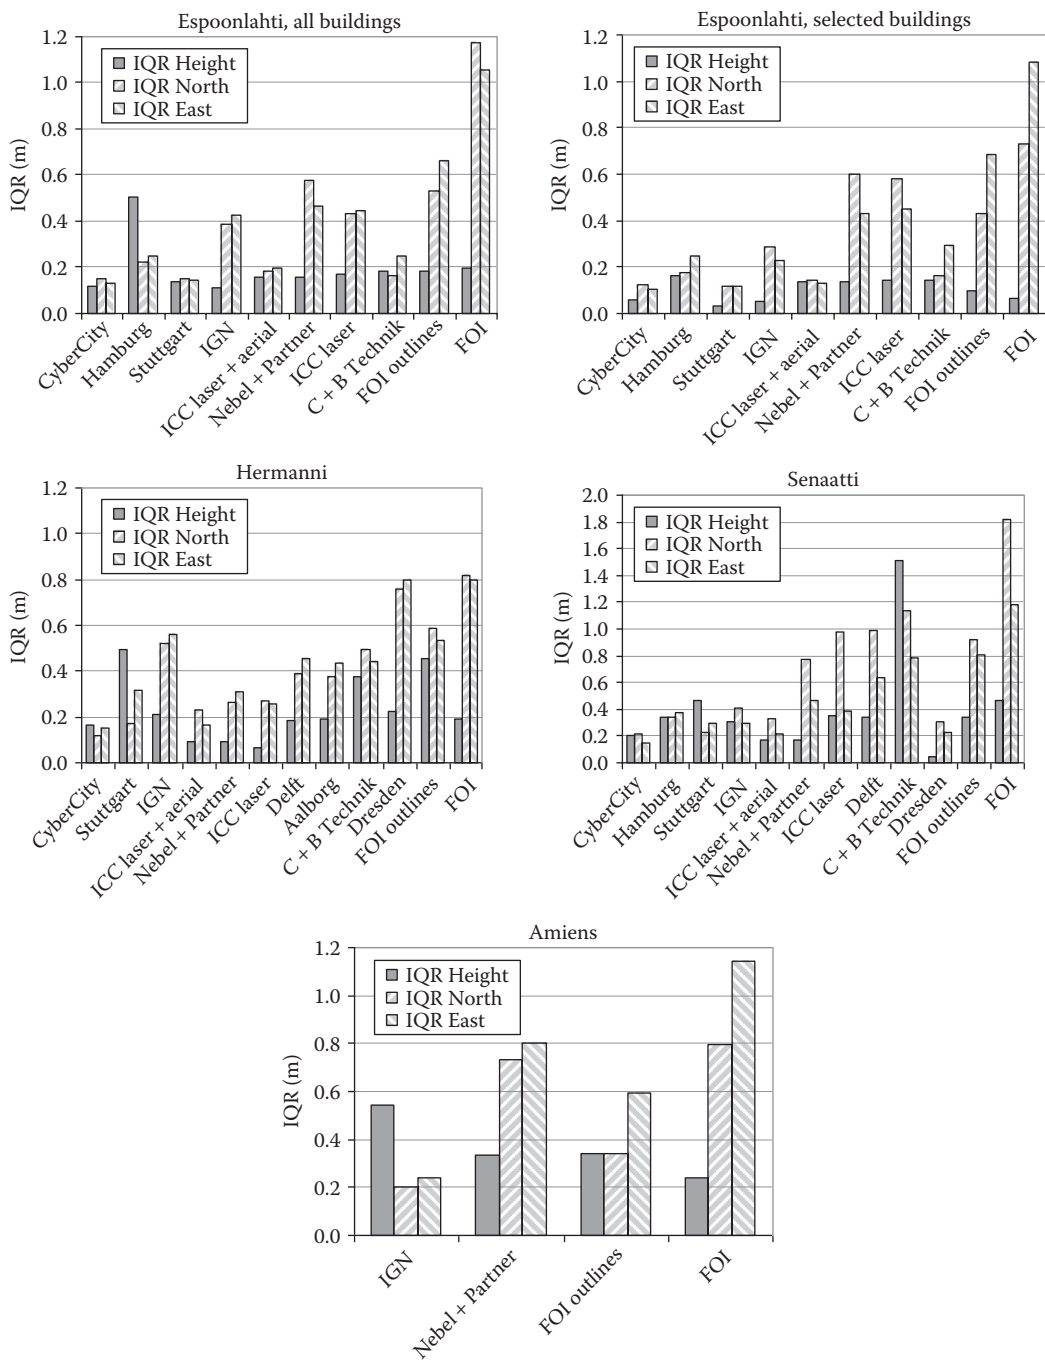 Espoonlahti, all buildings
1.2
1.0
0.8
0.6
0.4
0.2
0.0
IQR (m)
IQR Height
IQR North
IQR East
CyberCity
Hamburg
Stuttgart
IGN
ICC laser + aerial
Nebel + Partner
ICC laser
C + B Technik
FOI outlines
FOI
Espoonlahti, selected buildings
1.2
1.0
0.8
0.6
0.4
0.2
0.0
IQR (m)
IQR Height
IQR North
IQR East
CyberCity
Hamburg
Stuttgart
IGN
ICC laser + aerial
Nebel + Partner
ICC laser
C + B Technik
FOI outlines
FOI
Hermanni
1.2
1.0
0.8
0.6
0.4
0.2
0.0
IQR (m)
IQR Height
IQR North
IQR East
CyberCity
Stuttgart
IGN
ICC laser + aerial
Nebel + Partner
ICC laser
Delft
Aalborg
C + B Technik
Dresden
FOI outlines
FOI
Senaatti
2.0
1.8
1.6
1.4
1.2
1.0
0.8
0.6
0.4
0.2
0.0
IQR (m)
IQR Height
IQR North
IQR East
CyberCity
Hamburg
Stuttgart
IGN
ICC laser + aerial
Nebel + Partner
ICC laser
Delft
C + B Technik
Dresden
FOI outlines
FOI
Amiens
1.2
1.0
0.8
0.6
0.4
0.2
0.0
IQR (m)
IQR Height
IQR North
IQR East
IGN
Nebel + Partner
FOI outlines
FOI